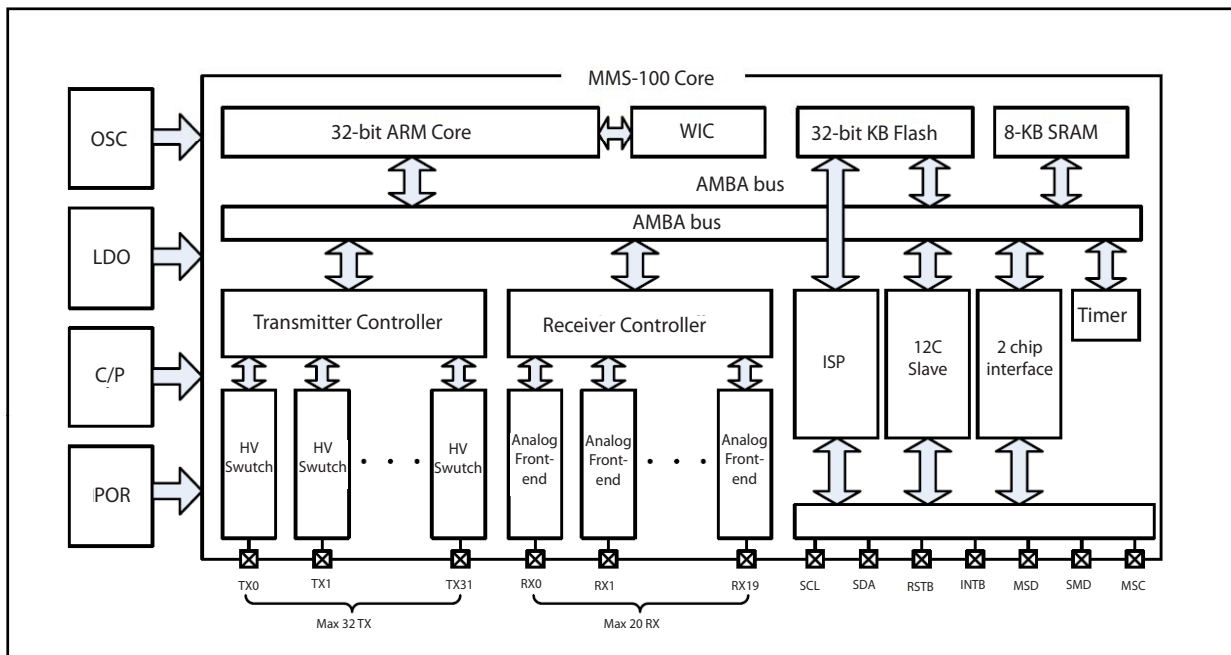 MMS-100 Core
OSC
32-bit ARM Core
WIC
32-bit KB Flash
8-KB SRAM
AMBA bus
AMBA bus
LDO
Transmitter Controller
Receiver Controller
ISP
12C
Slave
2 chip
interface
Timer
C/P
HV
Swutch
HV
Swutch
HV
Swutch
Analog
Front-
end
Analog
Front-
end
Analog
Front-
end
POR
TX0
TX1
TX31
RX0
RX1
RX19
SCL
SDA
RSTB
INTB
MSD
SMD
MSC
Max 32 TX
Max 20 RX